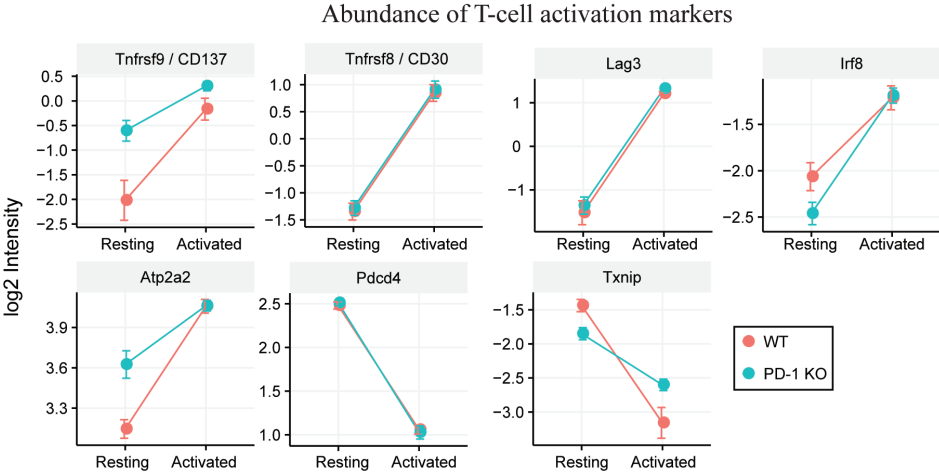 Abundance of T-cell activation markers
log2 Intensity
Tnfrsf9 / CD137
0.5
0.0
−0.5
−1.0
−1.5
−2.0
−2.5
Resting Activated
Tnfrsf8 / CD30
1.0
0.5
0.0
−0.5
−1.0
−1.5
Resting Activated
Lag3
1
0
−1
Resting Activated
Irf8
−1.5
−2.0
−2.5
Resting Activated
Atp2a2
3.9
3.6
3.3
Resting Activated
Pdcd4
2.5
2.0
1.5
1.0
Resting Activated
Txnip
−1.5
−2.0
−2.5
−3.0
Resting Activated
WT
PD-1 KO